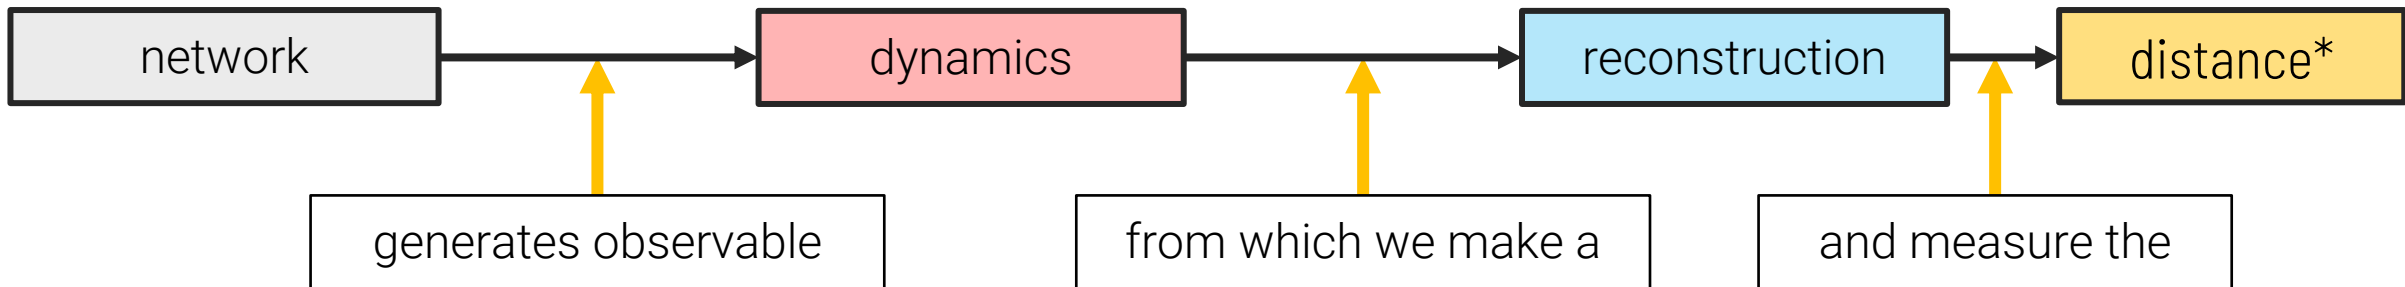 network
dynamics
reconstruction
distance*
generates observable
from which we make a
and measure the